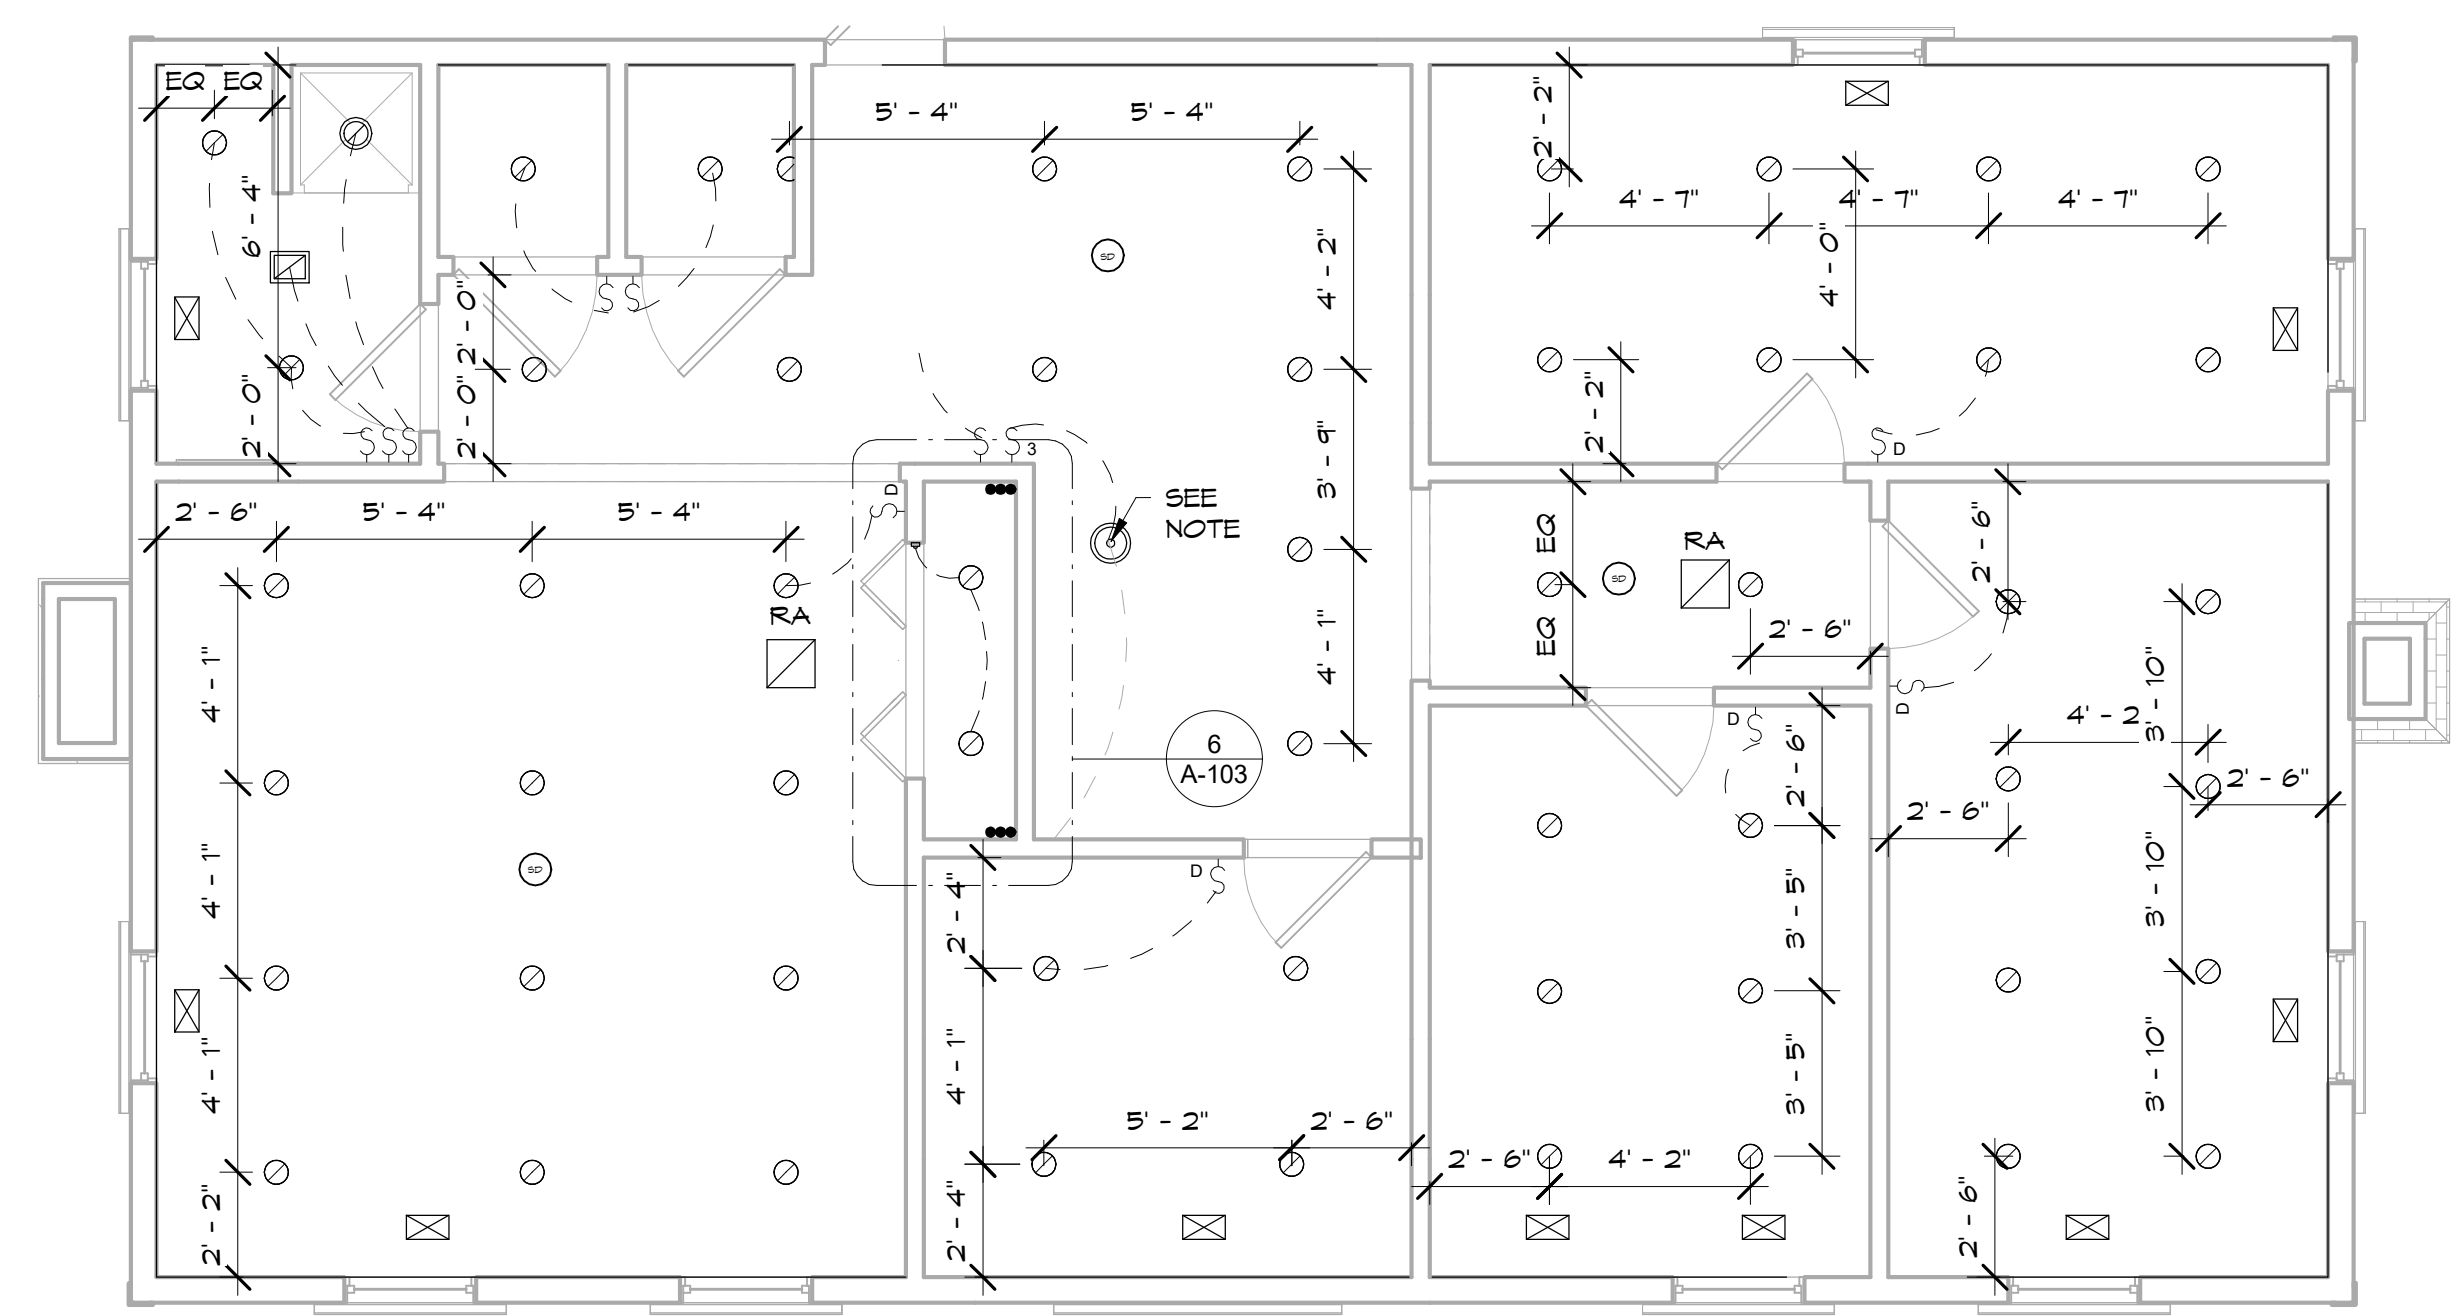 EQ EQ
5' - 4" 5' - 4"
2' - 2"
6' - 4"
4' - 7" 4' - 7" 4' - 7"
SD
4' - 2"
4' - 0"
2' - 0"
2' - 0"
2' - 0"
2' - 2"
S S
S S S
S S 3
S D
3' - 9"
SEE
NOTE
2' - 6" 5' - 4" 5' - 4"
S D
EQ
EQ
RA
SD
2' - 6"
2' - 6"
RA
4' - 1"
4' - 1"
S D
D S
4' - 2
3' - 10"
2' - 6"
2' - 6"
2' - 6"
6
A-103
SD
4' - 1"
D S
2' - 4"
3' - 5"
3' - 10"
4' - 1"
4' - 1"
3' - 5"
3' - 10"
5' - 2" 2' - 6"
2' - 6" 4' - 2"
2' - 2"
2' - 4"
2' - 6"